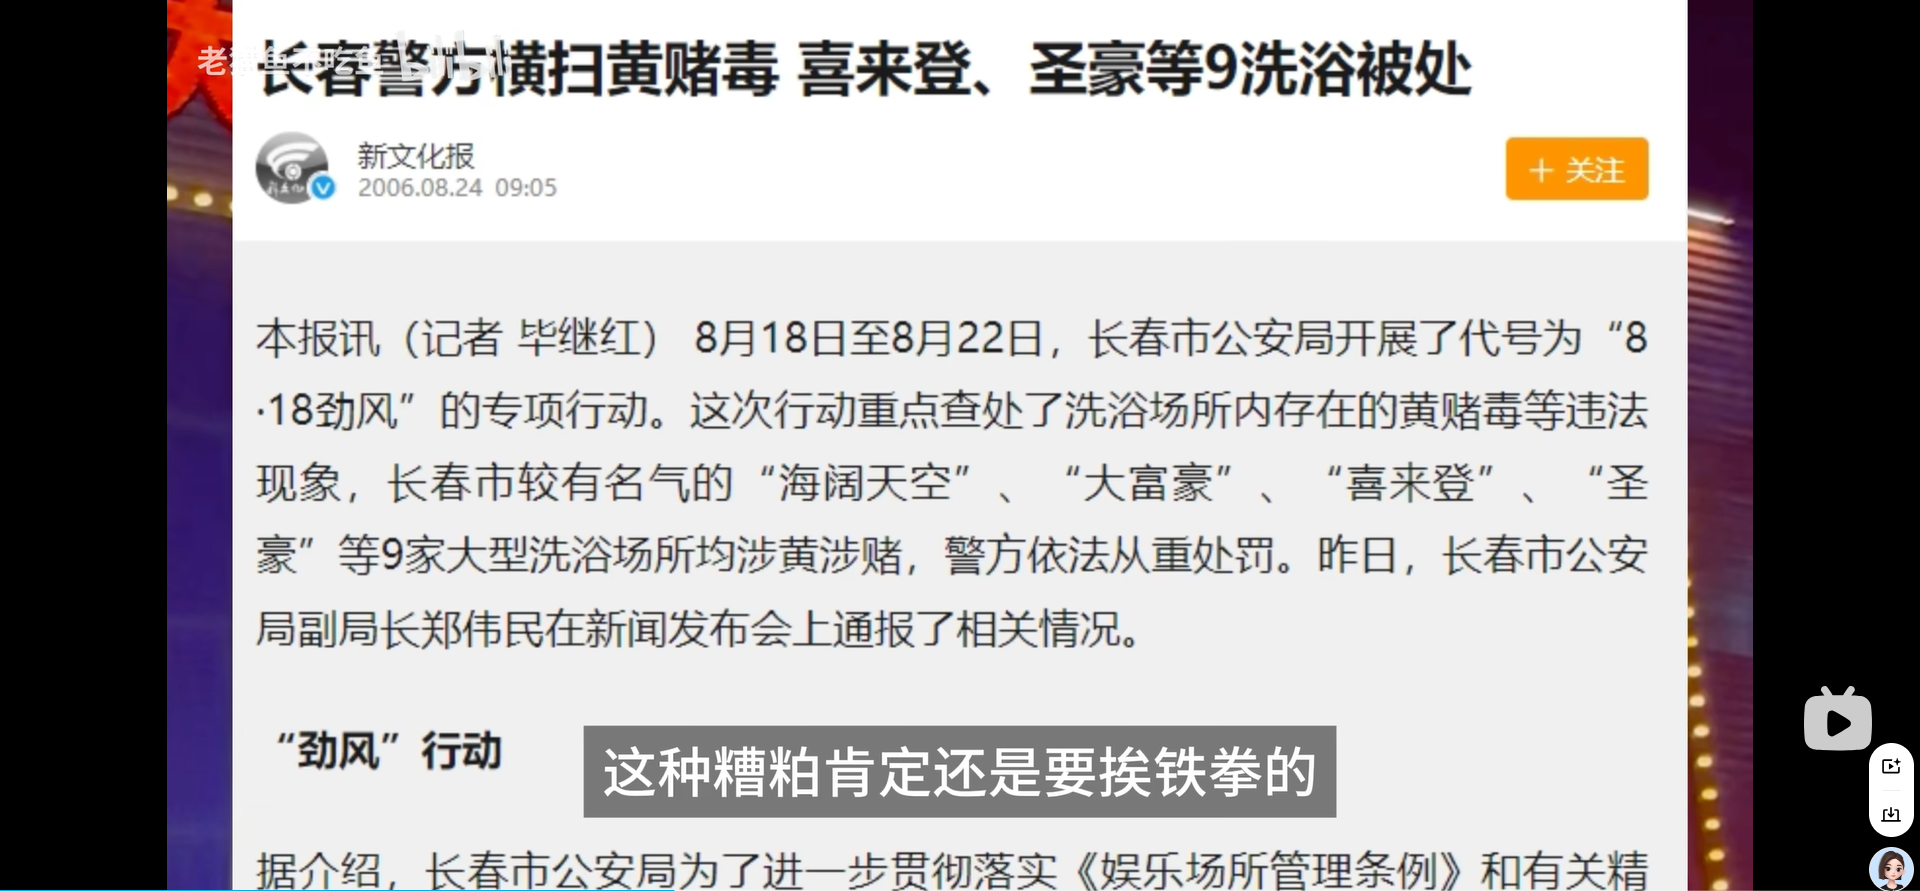 长春警方横扫黄赌毒 喜来登、圣豪等9洗浴被处
新文化报
2006.08.24 09:05
+ 关注
本报讯（记者 毕继红） 8月18日至8月22日，长春市公安局开展了代号为“8
·18劲风”的专项行动。这次行动重点查处了洗浴场所内存在的黄赌毒等违法
现象，长春市较有名气的“海阔天空”、“大富豪”、“喜来登”、“圣
豪”等9家大型洗浴场所均涉黄涉赌，警方依法从重处罚。昨日，长春市公安
局副局长郑伟民在新闻发布会上通报了相关情况。
“劲风”行动
这种糟粕肯定还是要挨铁拳的
据介绍，长春市公安局为了进一步贯彻落实《娱乐场所管理条例》和有关精